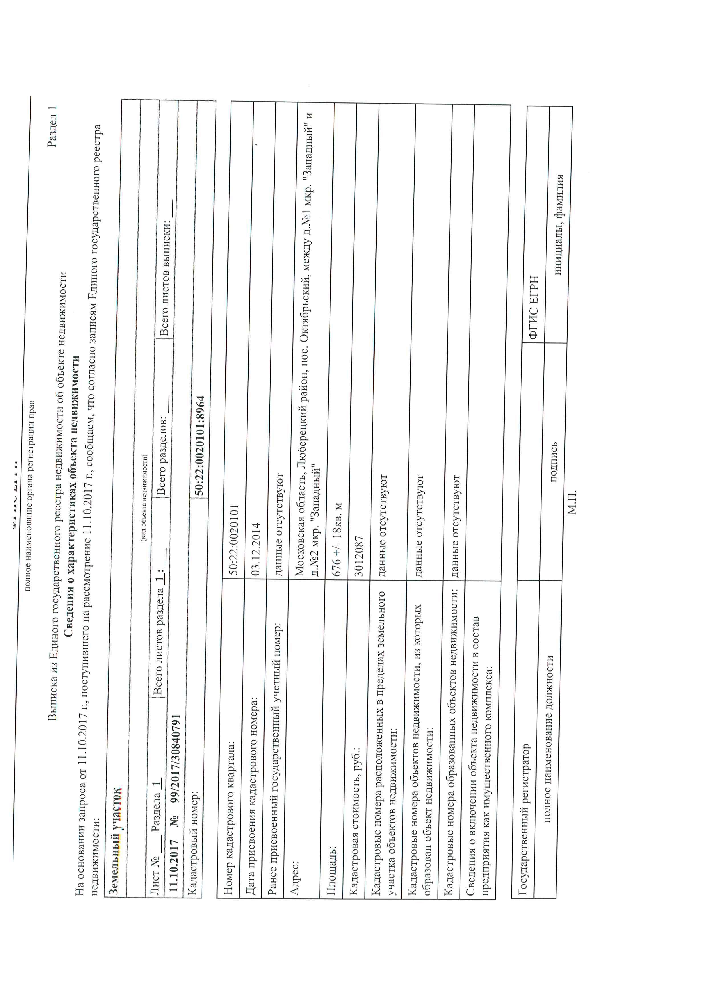 полное наименование органа регистрации прав
Раздел 1
Выписка из Единого государственного реестра недвижимости об объекте недвижимости
Сведения о характеристиках объекта недвижимости
На основании запроса от 11.10.2017 г., поступившего на рассмотрение 11.10.2017 г., сообщаем, что согласно записям Единого государственного реестра
недвижимости:
Земельный участок
(вид объекта недвижимости)
Лист № ___ Раздела 1 Всего листов раздела 1 : ___ Всего разделов: ___ Всего листов выписки: ___
11.10.2017 № 99/2017/30840791
Кадастровый номер: 50:22:0020101:8964
Номер кадастрового квартала: 50:22:0020101
Дата присвоения кадастрового номера: 03.12.2014
Ранее присвоенный государственный учетный номер: данные отсутствуют
Адрес: Московская область, Люберецкий район, пос. Октябрьский, между д.№1 мкр. "Западный" и
д.№2 мкр. "Западный"
Площадь: 676 +/- 18кв. м
Кадастровая стоимость, руб.: 3012087
Кадастровые номера расположенных в пределах земельного данные отсутствуют
участка объектов недвижимости:
Кадастровые номера объектов недвижимости, из которых данные отсутствуют
образован объект недвижимости:
Кадастровые номера образованных объектов недвижимости: данные отсутствуют
Сведения о включении объекта недвижимости в состав
предприятия как имущественного комплекса:
Государственный регистратор ФГИС ЕГРН
полное наименование должности подпись инициалы, фамилия
М.П.